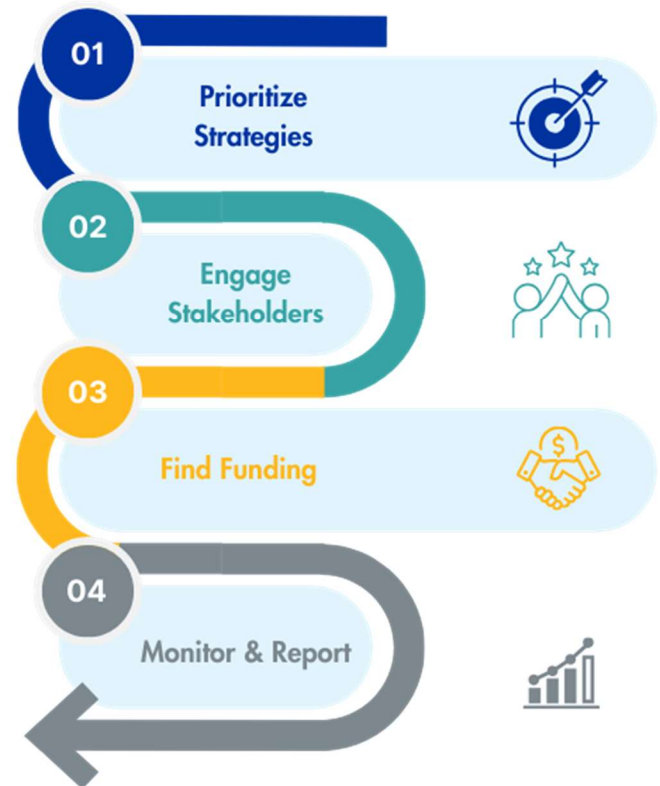 01
Prioritize
Strategies
02
Engage
Stakeholders
03
Find Funding
$
04
Monitor & Report